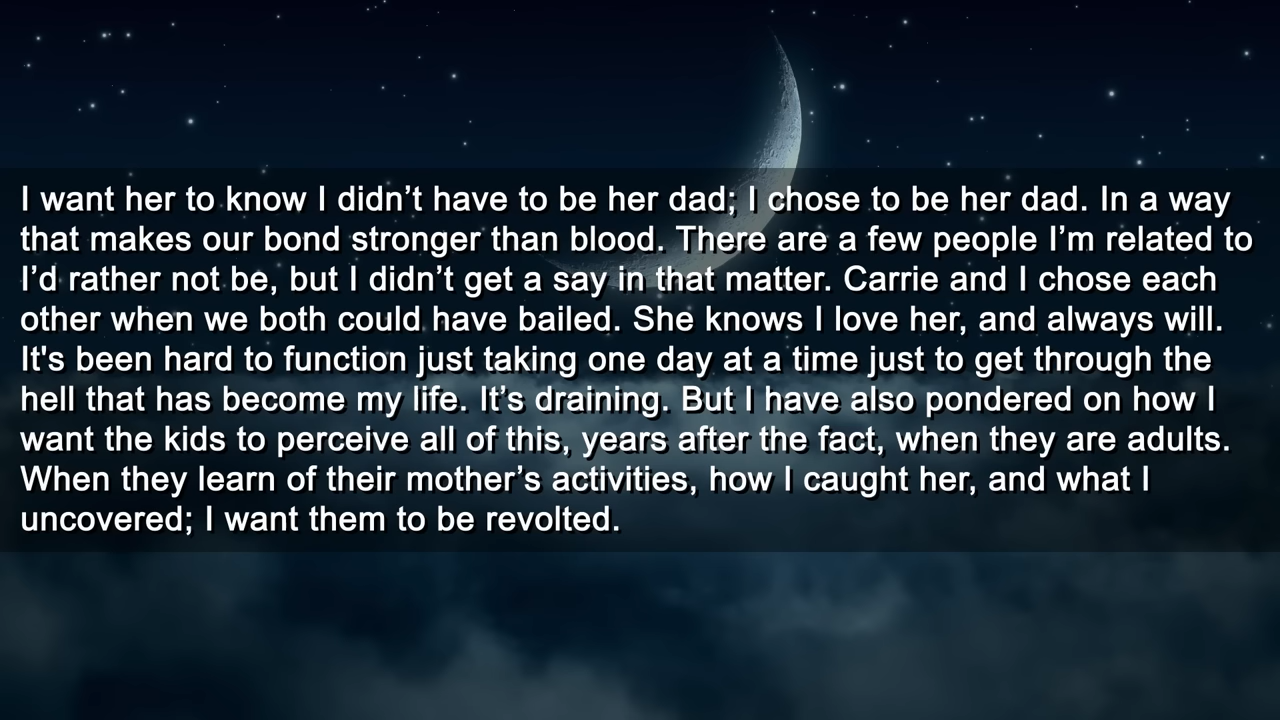 I want her to know I didn’t have to be her dad; I chose to be her dad. In a way
that makes our bond stronger than blood. There are a few people I’m related to
I’d rather not be, but I didn’t get a say in that matter. Carrie and I chose each
other when we both could have bailed. She knows I love her, and always will.
It's been hard to function just taking one day at a time just to get through the
hell that has become my life. It’s draining. But I have also pondered on how I
want the kids to perceive all of this, years after the fact, when they are adults.
When they learn of their mother’s activities, how I caught her, and what I
uncovered; I want them to be revolted.